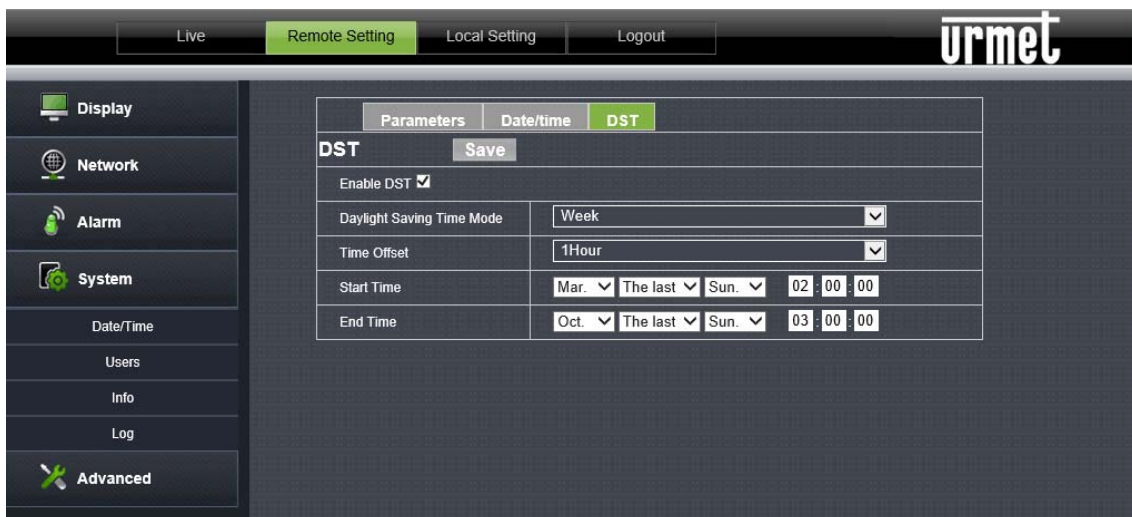 Live Remote Setting Local Setting Logout urmet
Display
Network
Alarm
System
Date/Time
Users
Info
Log
Advanced
Parameters Date/time DST
DST Save
Enable DST
Daylight Saving Time Mode Week
Time Offset 1Hour
Start Time Mar. The last Sun. 02 : 00 : 00
End Time Oct. The last Sun. 03 : 00 : 00